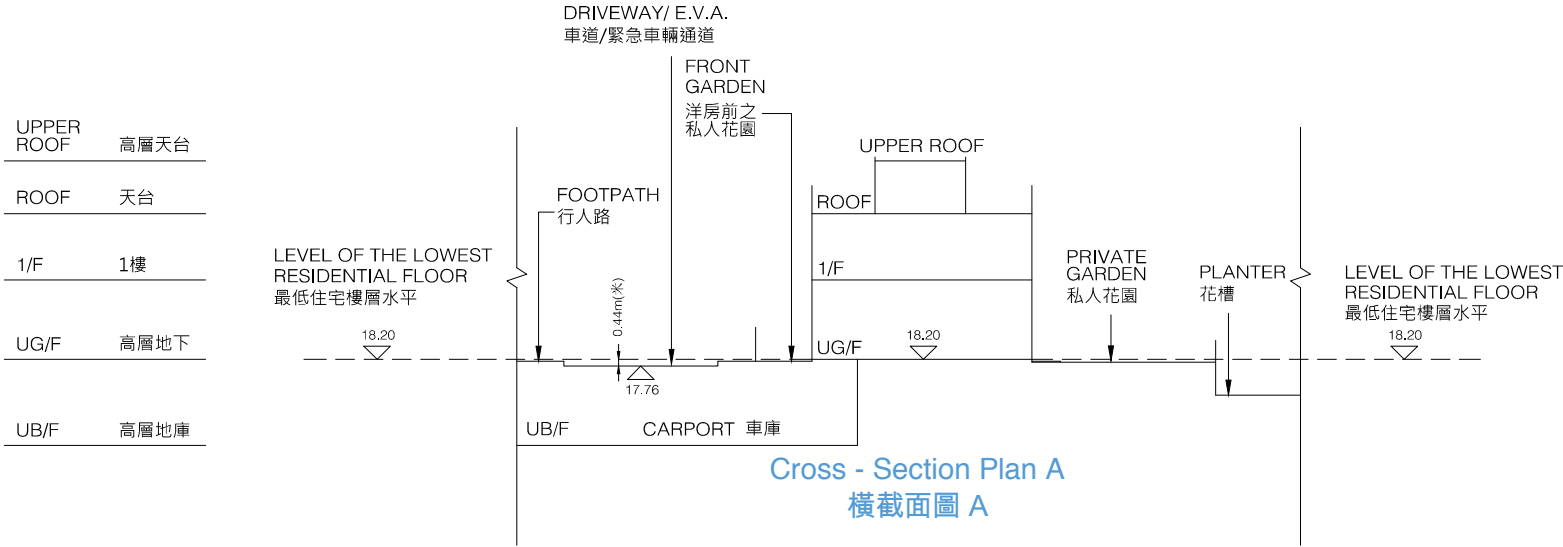 DRIVEWAY/ E.V.A.
車道/緊急車輛通道
FRONT
GARDEN
洋房前之
私人花園
UPPER
ROOF 高層天台
ROOF 天台
1/F 1樓
UG/F 高層地下
UB/F 高層地庫
LEVEL OF THE LOWEST
RESIDENTIAL FLOOR
最低住宅樓層水平
18.20
FOOTPATH
行人路
0.44m(米)
17.76
UPPER ROOF
ROOF
1/F
UG/F
18.20
UB/F
CARPORT 車庫
PRIVATE
GARDEN
私人花園
PLANTER
花槽
LEVEL OF THE LOWEST
RESIDENTIAL FLOOR
最低住宅樓層水平
18.20
Cross - Section Plan A
橫截面圖 A